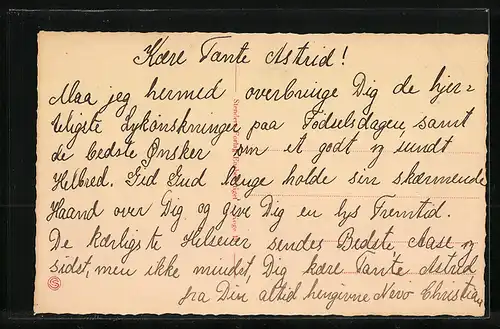 Kære Tante Astrid!
Maa jeg hermed overbringe Dig de hjer=
teligste Lykønskninger paa Fødselsdagen, samt
de bedste Ønsker om et godt og sundt
Helbred. Gid Gud længe holde sin skærmende
Haand over Dig og give Dig en lys Fremtid.
De kærligste Hilsener sendes Bedste Aase og
sidst, men ikke mindst, Dig kære Tante Astrid
fra Din altid hengivne Nevø Christian